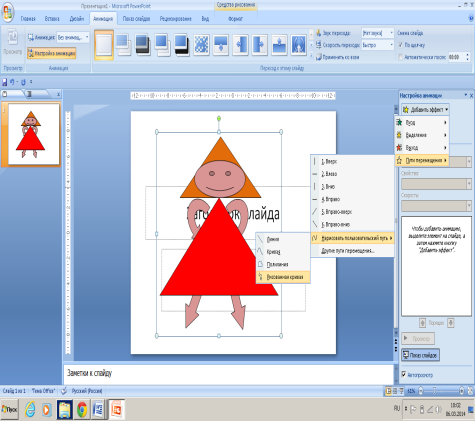 Презентация1 - Microsoft PowerPoint
Средства рисования
Главная Вставка Дизайн Анимация Показ слайдов Рецензирование Вид Формат
Просмотр
Анимация: Без анимац...
Настройка анимации
Звук перехода: [Нет звука]
Скорость перехода: Быстро
Применить ко всем
Смена слайда
По щелчку
Автоматически после: 00:00
Просмотр Анимация Переход к этому слайду
Настройка анимации
Добавить эффект
Вход
Выделение
Выход
Пути перемещения
Свойство
Скорость
1. Вверх
2. Влево
3. Вниз
4. Вправо
5. Вправо-вверх
6. Вправо-вниз
Нарисовать пользовательский путь
Другие пути перемещения...
Линия
Кривая
Полилиния
Рисованная кривая
Чтобы добавить анимацию,
выделите элемент на слайде, а
затем нажмите кнопку
"Добавить эффект".
Порядок
Просмотр
Показ слайдов
Автопросмотр
Заметки к слайду
Слайд 1 из 1 "Тема Office" Русский (Россия) 61%
Пуск
RU
18:02
06.03.2014